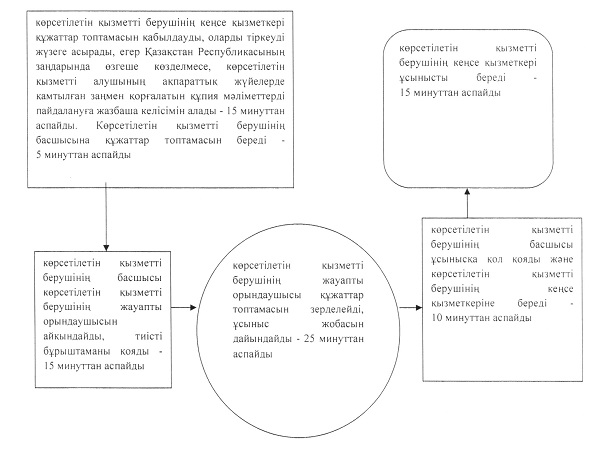 көрсетілетін қызметті берушінің кеңсе қызметкері
құжаттар топтамасын қабылдауды, оларды тіркеуді
жүзеге асырады, егер Қазақстан Республикасының
заңдарында өзгеше көзделмесе, көрсетілетін
қызметті алушының ақпараттық жүйелерде
қамтылған заңмен қорғалатын құпия мәліметтерді
пайдалануға жазбаша келісімін алады - 15 минуттан
аспайды. Көрсетілетін қызметті берушінің
басшысына құжаттар топтамасын береді -
5 минуттан аспайды
көрсетілетін қызметті
берушінің басшысы
көрсетілетін қызметті
берушінің жауапты
орындаушысын
айқындайды, тиісті
бұрыштаманы қояды -
15 минуттан аспайды
көрсетілетін қызметті
берушінің жауапты
орындаушысы құжаттар
топтамасын зерделейді,
ұсыныс жобасын
дайындайды - 25 минуттан
аспайды
көрсетілетін қызметті
берушінің басшысы
ұсынысқа қол қояды және
көрсетілетін қызметті
берушінің кеңсе
қызметкеріне береді -
10 минуттан аспайды
көрсетілетін қызметті
берушінің кеңсе қызметкері
ұсынысты береді -
15 минуттан аспайды